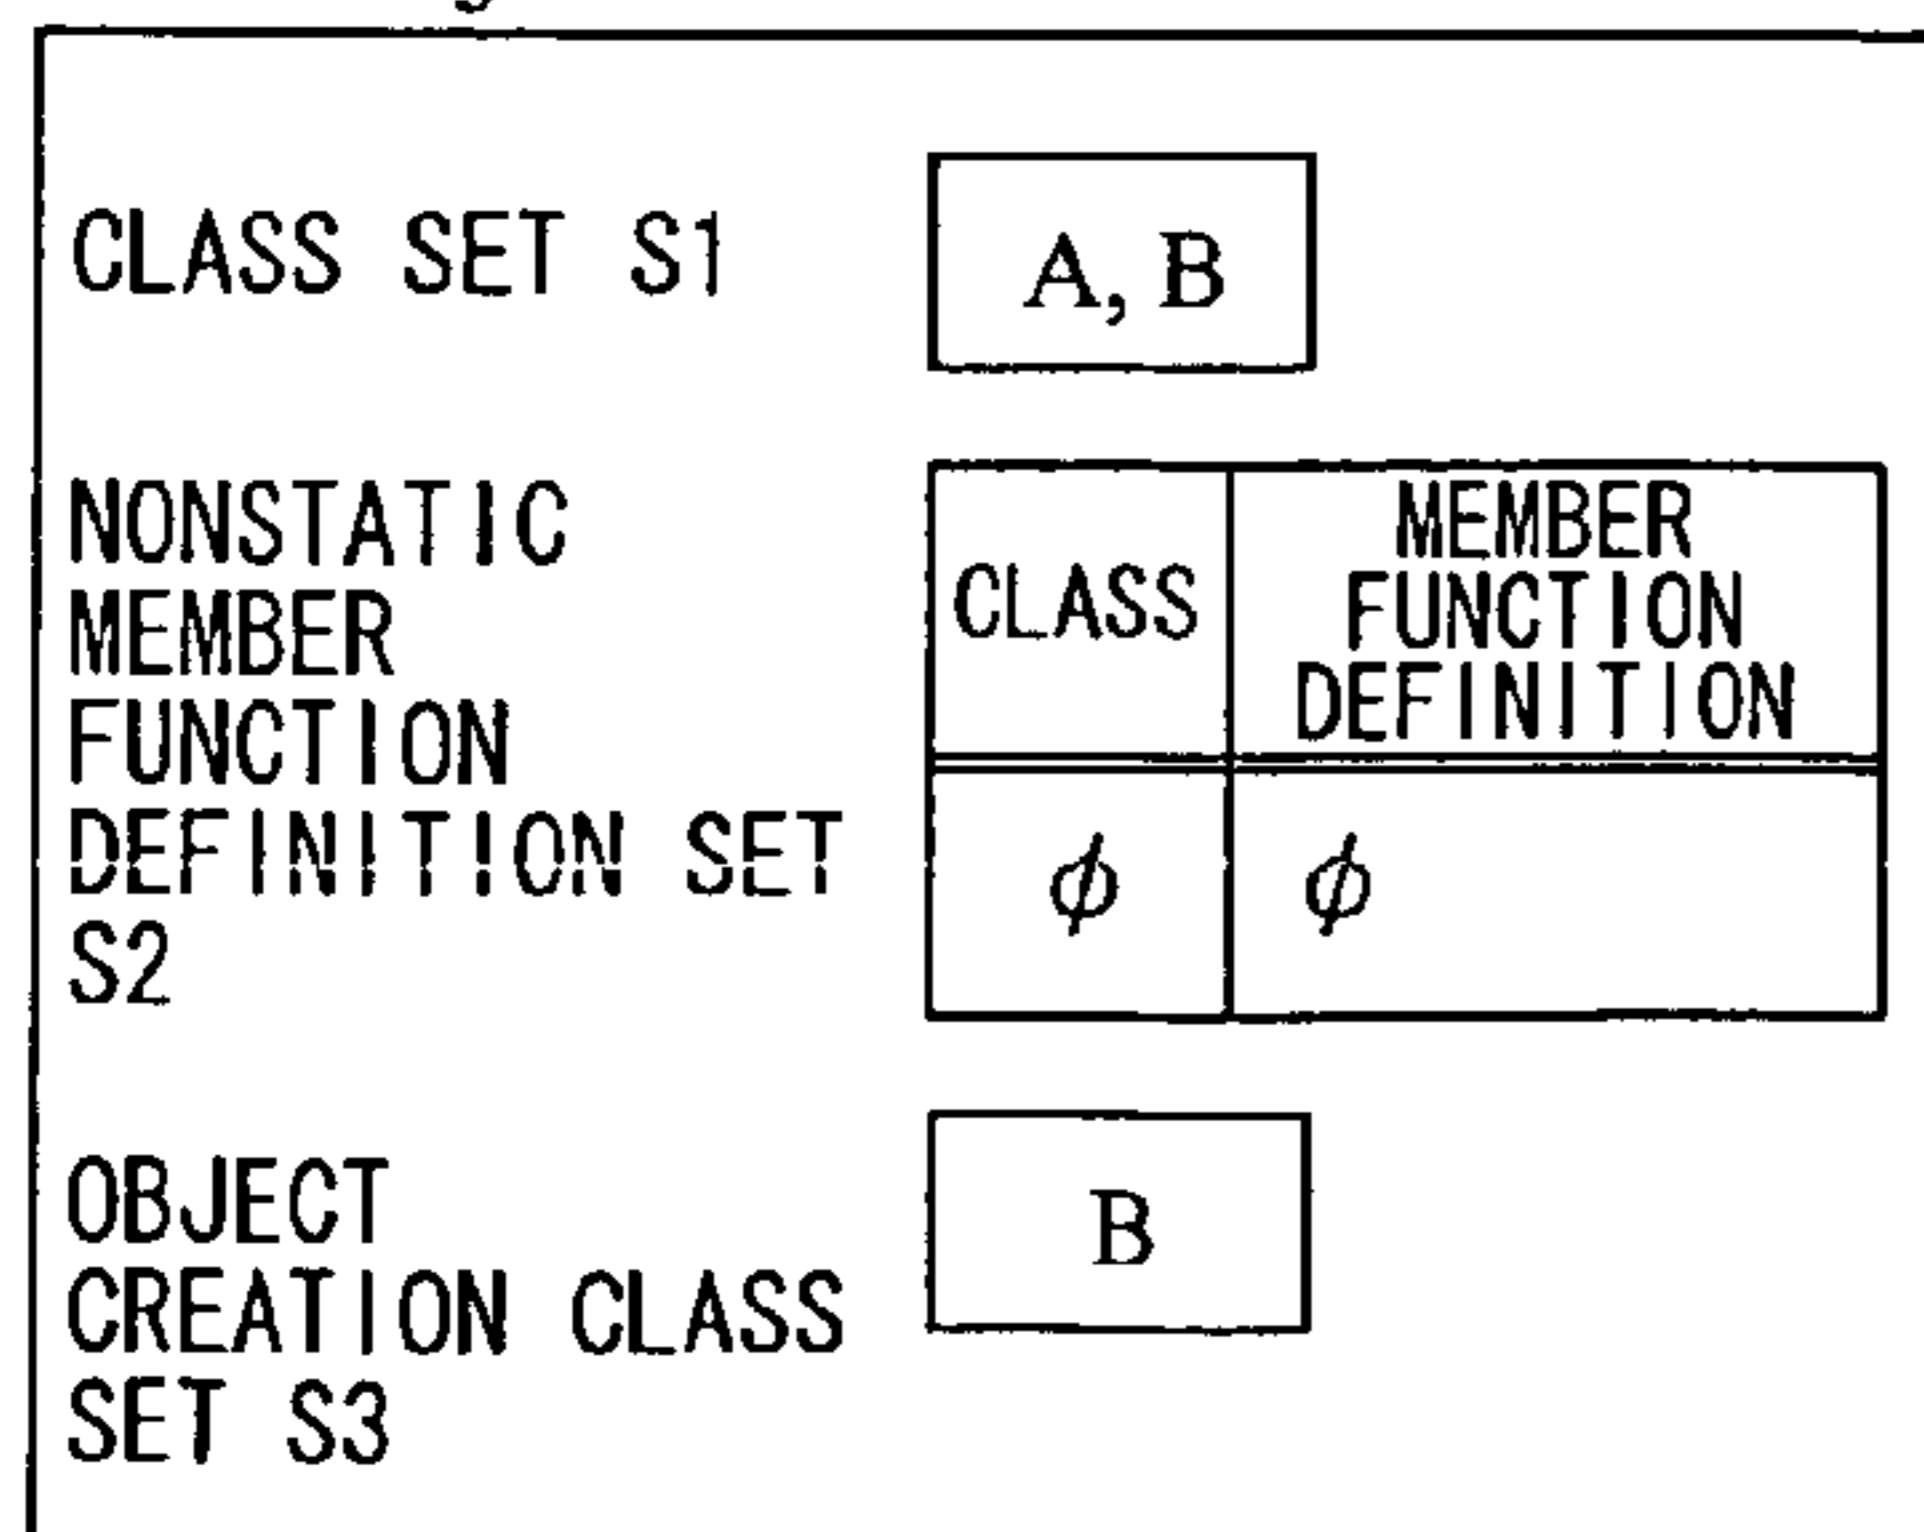 CLASS SET S1
A, B
NONSTATIC
MEMBER
FUNCTION
DEFINITION SET
S2
CLASS
MEMBER
FUNCTION
DEFINITION
ϕ ϕ
OBJECT
CREATION CLASS
SET S3
B